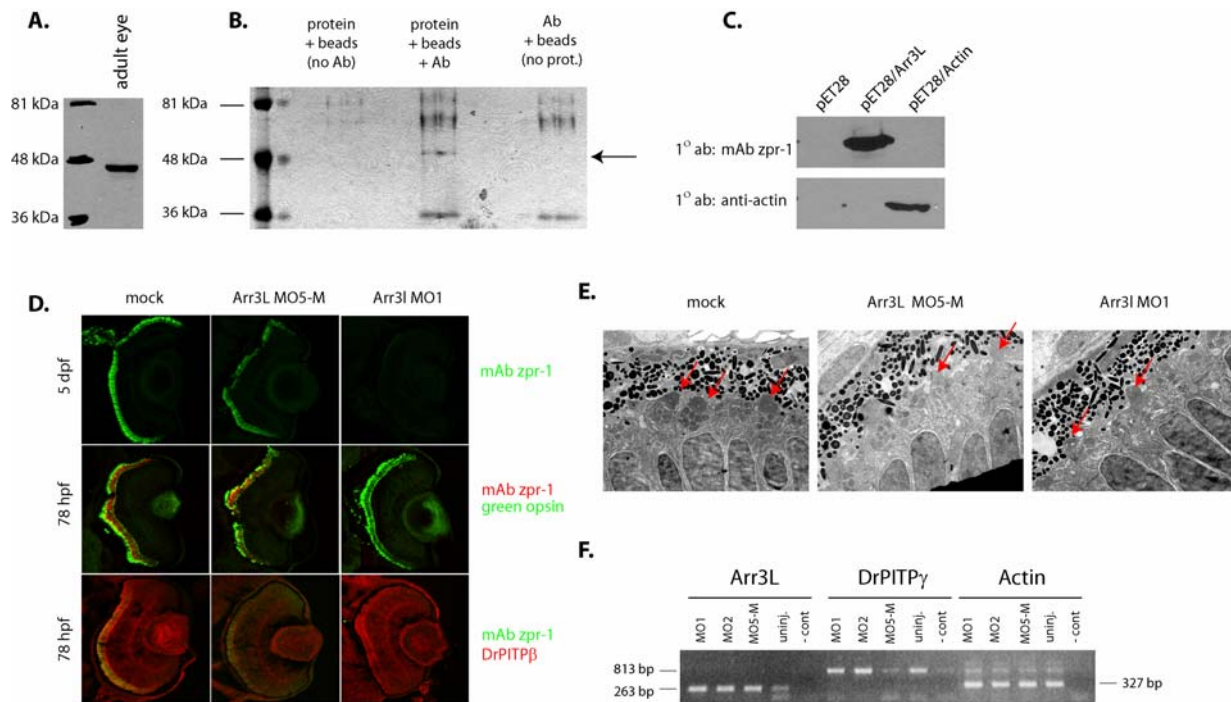 A.
adult eye
81 kDa
48 kDa
36 kDa
B.
protein
+ beads
(no Ab)
protein
+ beads
+ Ab
Ab
+ beads
(no prot.)
81 kDa
48 kDa
36 kDa
C.
pET28
pET28/Arr3L
pET28/Actin
1° ab: mAb zpr-1
1° ab: anti-actin
D.
mock
Arr3L MO5-M
Arr3l MO1
5 dpf
mAb zpr-1
78 hpf
mAb zpr-1
green opsin
78 hpf
mAb zpr-1
DrPITPβ
E.
mock
Arr3L MO5-M
Arr3l MO1
F.
Arr3L
DrPITPγ
Actin
MO1
MO2
MO5-M
uninj.
- cont
MO1
MO2
MO5-M
uninj.
- cont
MO1
MO2
MO5-M
uninj.
- cont
813 bp
263 bp
327 bp